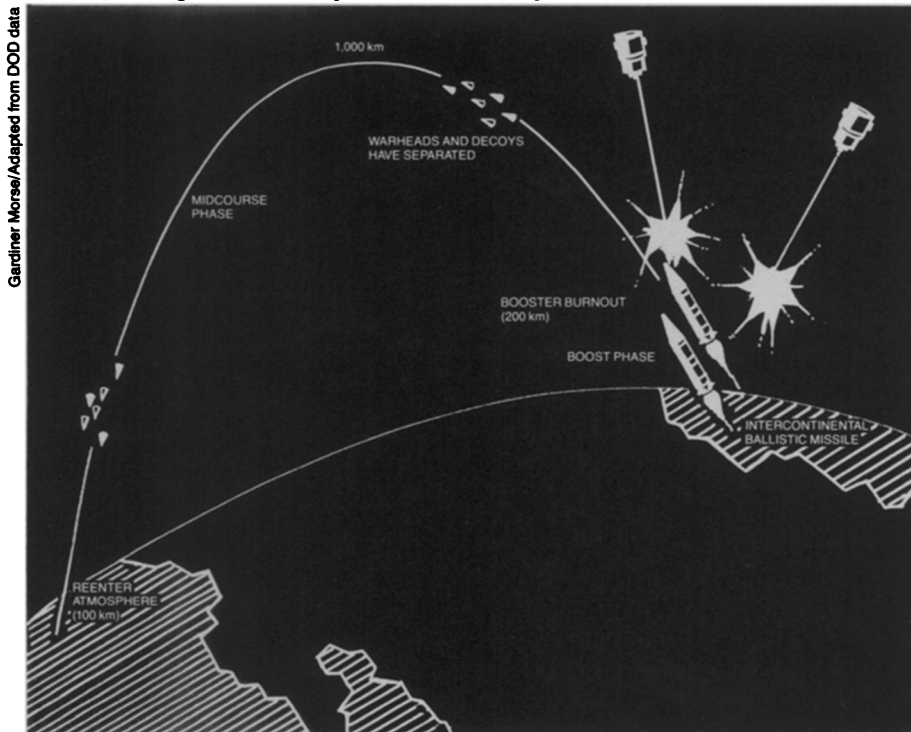 Gardiner Morse/Adapted from DOD data
1,000 km
WARHEADS AND DECOYS
HAVE SEPARATED
MIDCOURSE
PHASE
BOOSTER BURNOUT
(200 km)
BOOST PHASE
INTERCONTINENTAL
BALLISTIC MISSILE
REENTER
ATMOSPHERE
(100 km)